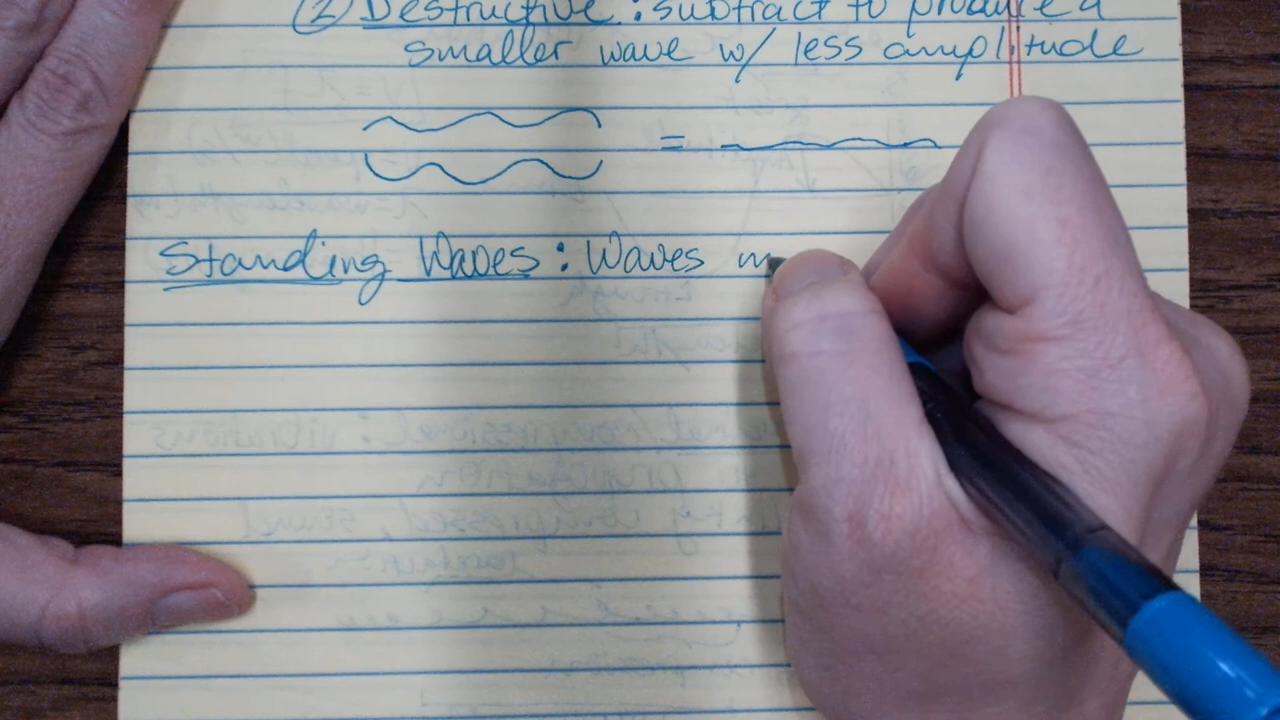 ② Destructive : subtract to produce a
smaller wave w/ less amplitude
=
Standing Waves : Waves